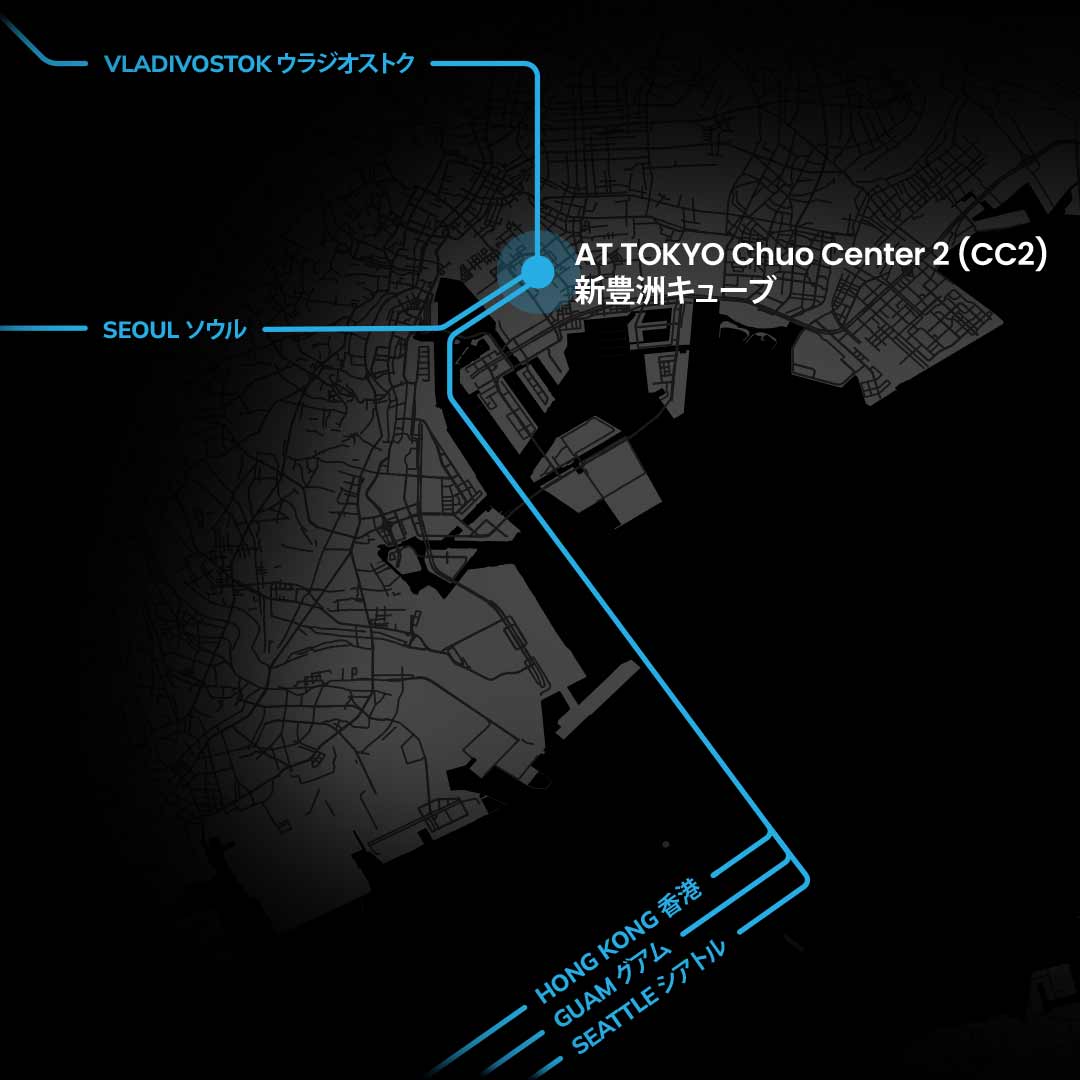 VLADIVOSTOK ウラジオストク
AT TOKYO Chuo Center 2 (CC2)
新豊洲キューブ
SEOUL ソウル
HONG KONG 香港
GUAM グアム
SEATTLE シアトル